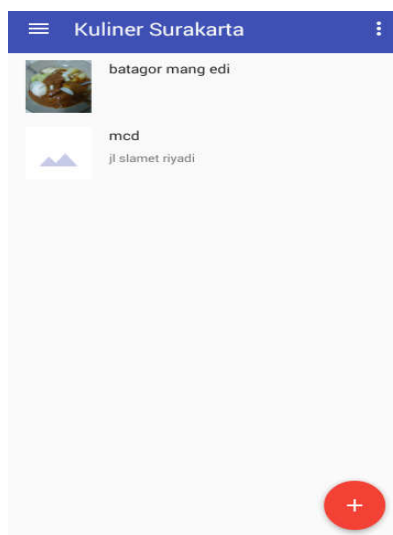 Kuliner Surakarta
batagor mang edi
mcd
jl slamet riyadi